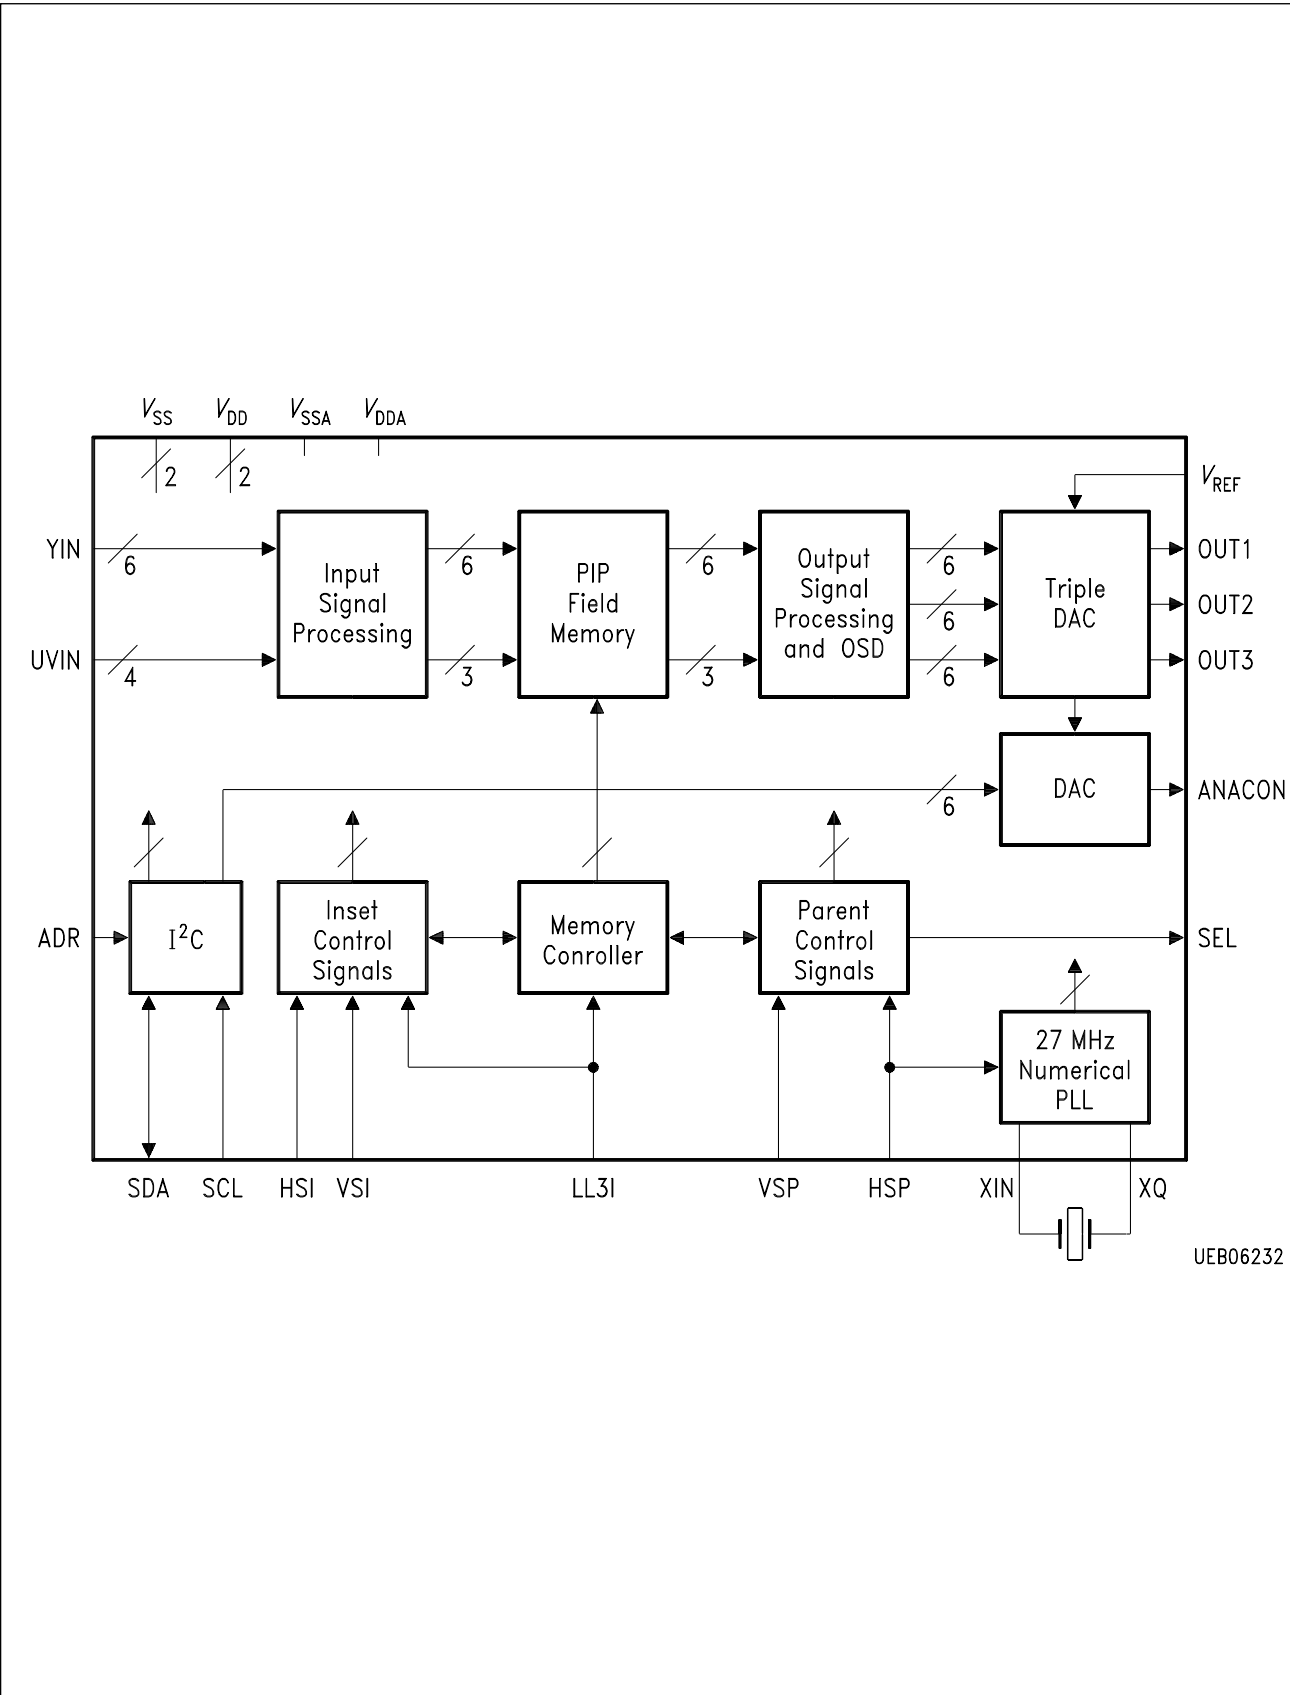 VSS VDD VSSA VDDA
2 2
VREF
YIN 6 6 6 6 OUT1
Input
Signal
Processing
PIP
Field
Memory
Output
Signal
Processing
and OSD
Triple
DAC
6 OUT2
UVIN 4 3 3 6 OUT3
6 DAC ANACON
ADR I²C
Inset
Control
Signals
Memory
Conroller
Parent
Control
Signals
SEL
27 MHz
Numerical
PLL
SDA SCL HSI VSI LL3I VSP HSP XIN XQ
UEB06232